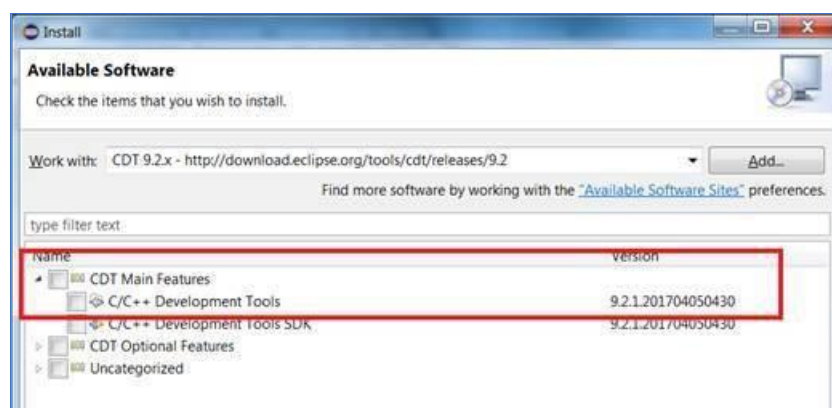 Install
Available Software
Check the items that you wish to install.
Work with: CDT 9.2.x - http://download.eclipse.org/tools/cdt/releases/9.2 Add...
Find more software by working with the "Available Software Sites" preferences.
type filter text
Name Version
CDT Main Features
C/C++ Development Tools 9.2.1.201704050430
C/C++ Development Tools SDK 9.2.1.201704050430
CDT Optional Features
Uncategorized